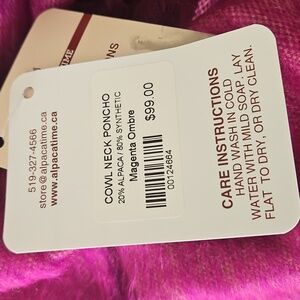 519-327-4566
store@alpacatime.ca
www.alpacatime.ca
COWL NECK PONCHO
20% ALPACA / 80% SYNTHETIC
Magenta Ombre
$99.00
00124664
CARE INSTRUCTIONS
HAND WASH IN COLD
WATER WITH MILD SOAP. LAY
FLAT TO DRY, OR DRY CLEAN.